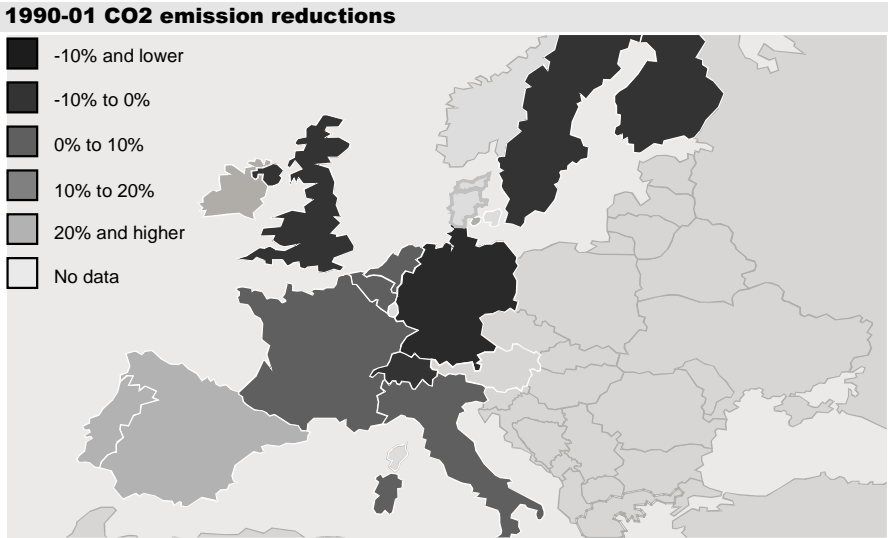 1990-01 CO2 emission reductions
-10% and lower
-10% to 0%
0% to 10%
10% to 20%
20% and higher
No data